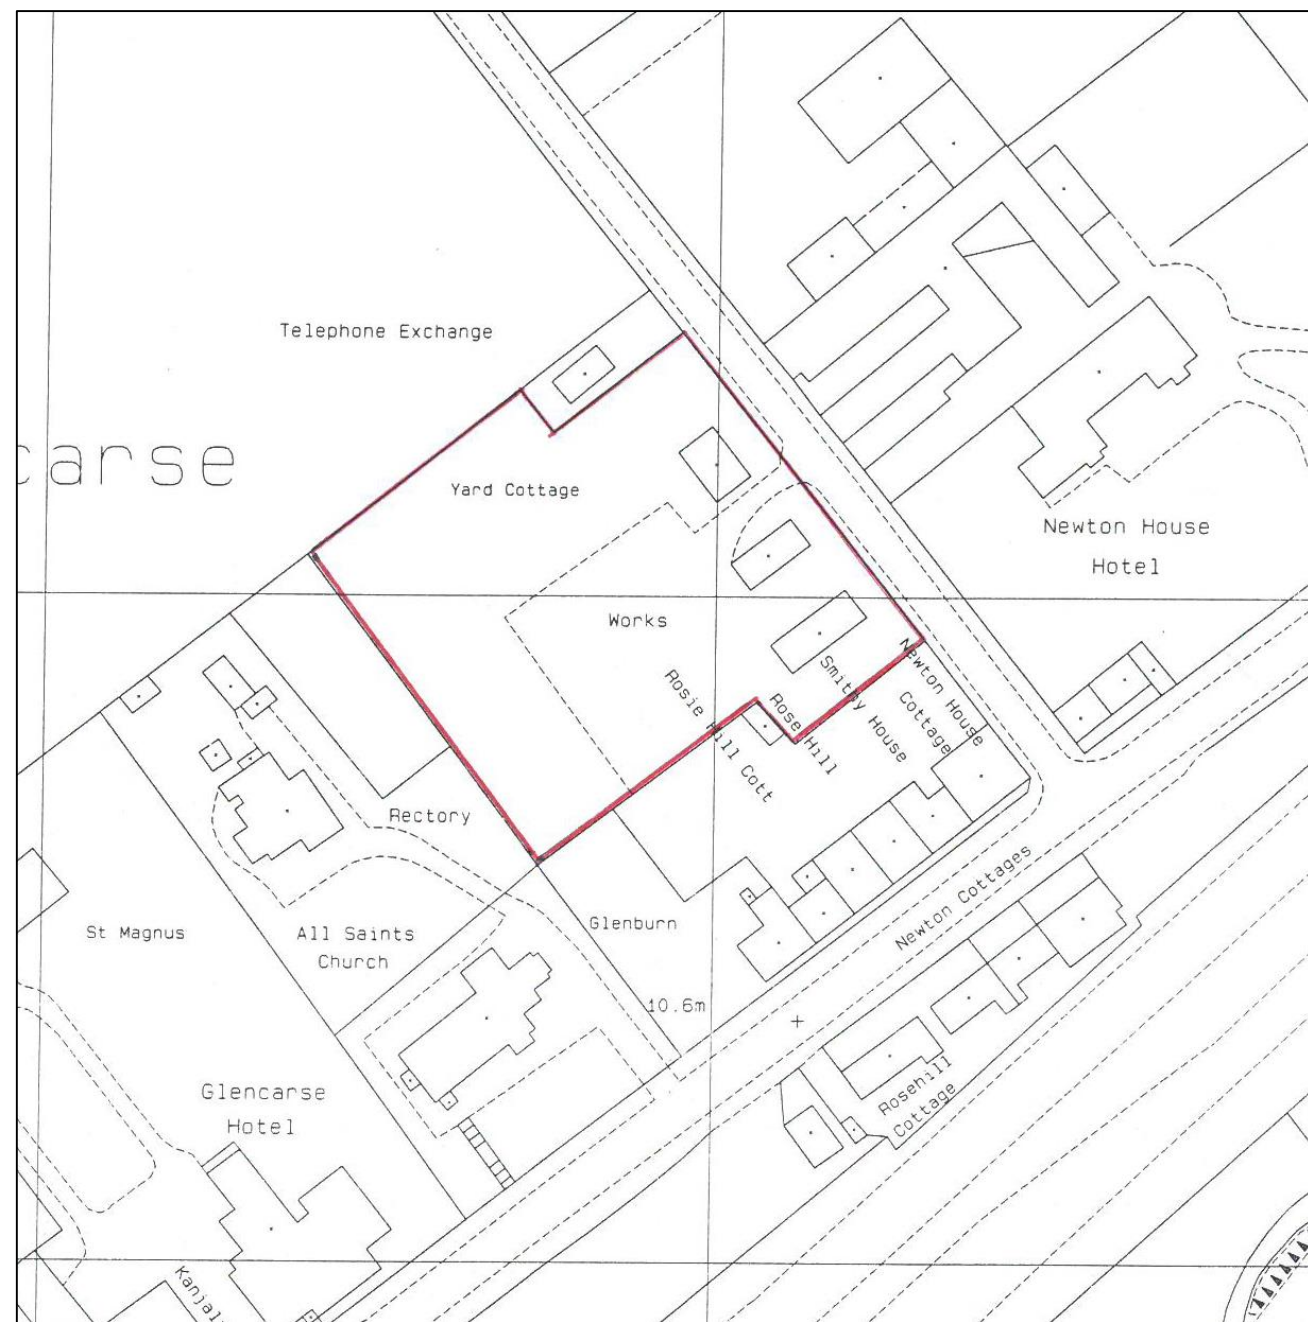 Telephone Exchange
carse
Yard Cottage
Newton House
Hotel
Works
Rosie Hill Cott
Rose Hill
Smithy House
Newton House
Cottage
Rectory
St Magnus
All Saints
Church
Glenburn
Newton Cottages
10.6m
Glencarse
Hotel
Rosehill
Cottage